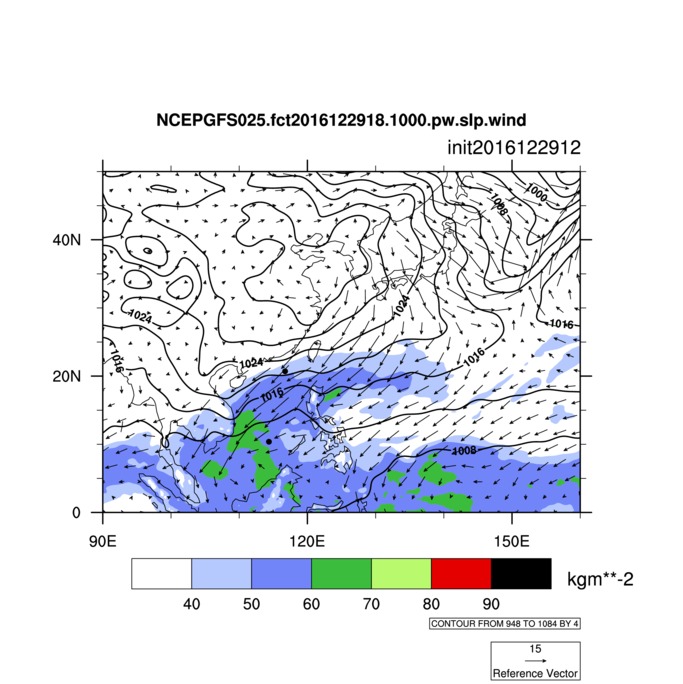 NCEPGFS025.fct2016122918.1000.pw.slp.wind
init2016122912
1000
1008
40N
1024
1024
1016
1016
1024
1016
20N
1016
1008
0
90E 120E 150E
40 50 60 70 80 90
kgm**-2
CONTOUR FROM 948 TO 1084 BY 4
15
Reference Vector